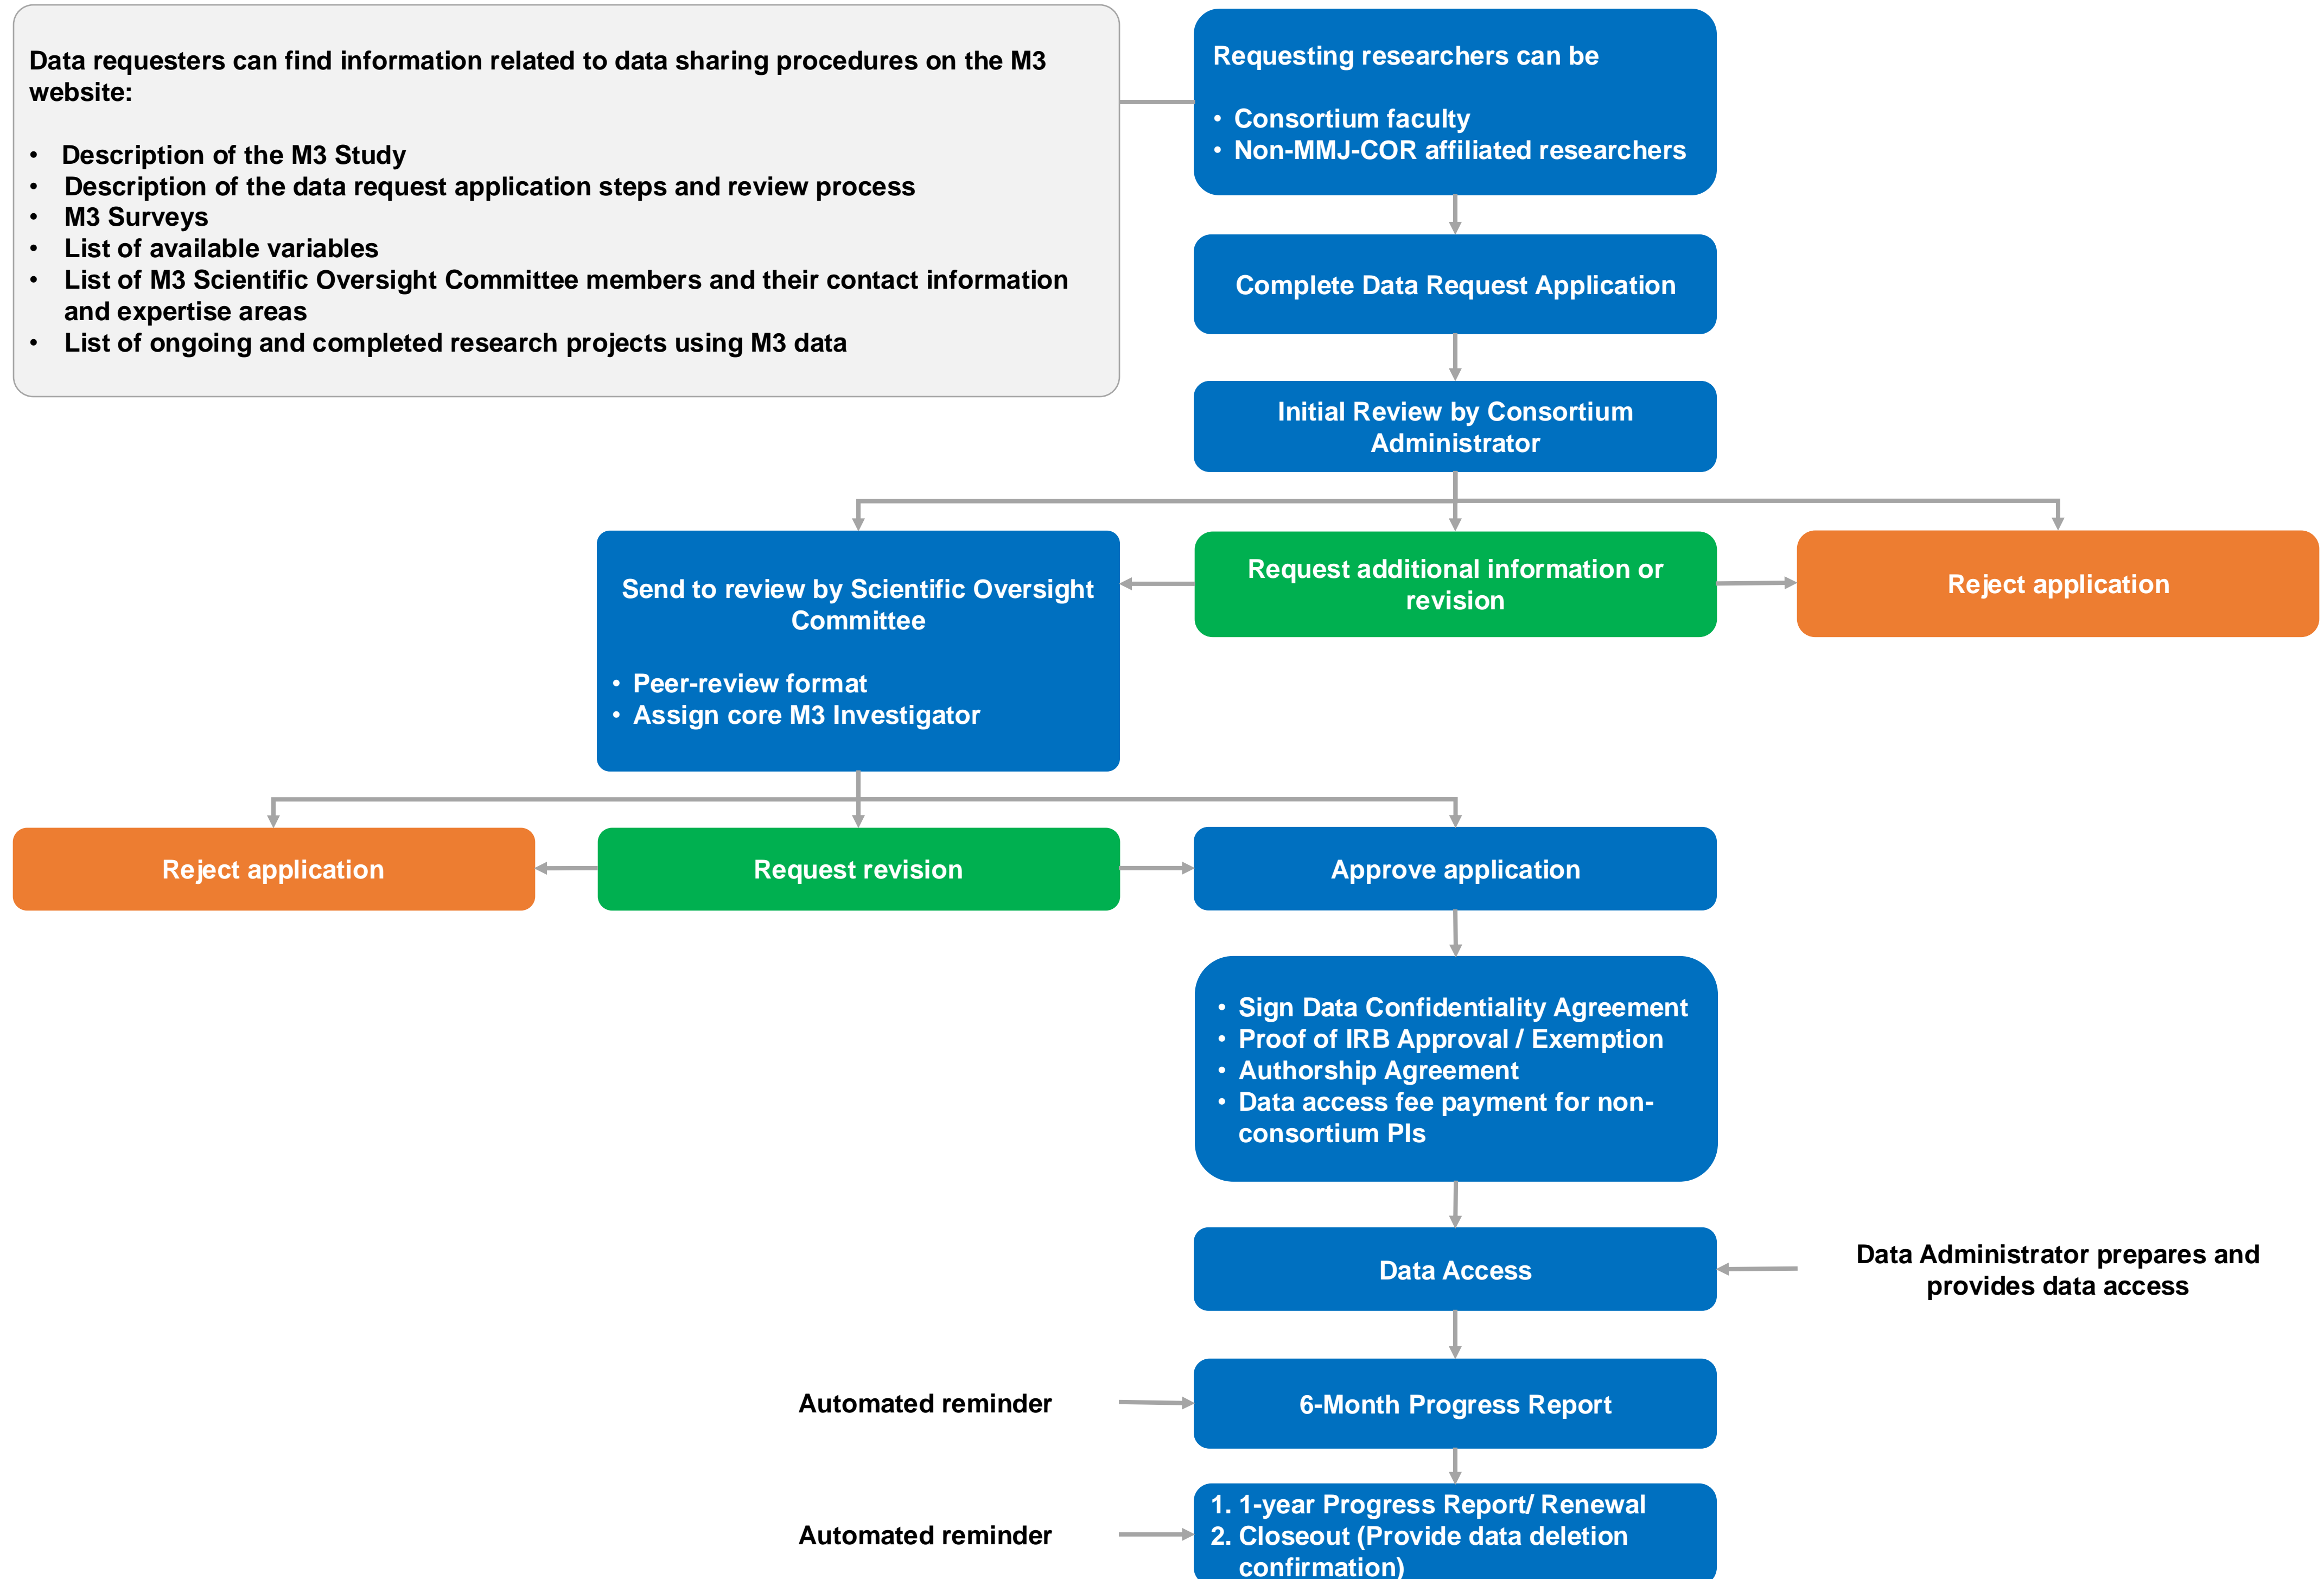 Data requesters can find information related to data sharing procedures on the M3
website:
• Description of the M3 Study
• Description of the data request application steps and review process
• M3 Surveys
• List of available variables
• List of M3 Scientific Oversight Committee members and their contact information
and expertise areas
• List of ongoing and completed research projects using M3 data
Requesting researchers can be
• Consortium faculty
• Non-MMJ-COR affiliated researchers
Complete Data Request Application
Initial Review by Consortium
Administrator
Send to review by Scientific Oversight
Committee
• Peer-review format
• Assign core M3 Investigator
Request additional information or
revision
Reject application
Reject application
Request revision
Approve application
• Sign Data Confidentiality Agreement
• Proof of IRB Approval / Exemption
• Authorship Agreement
• Data access fee payment for non-
consortium PIs
Data Access
Data Administrator prepares and
provides data access
Automated reminder
6-Month Progress Report
Automated reminder
1. 1-year Progress Report/ Renewal
2. Closeout (Provide data deletion
confirmation)